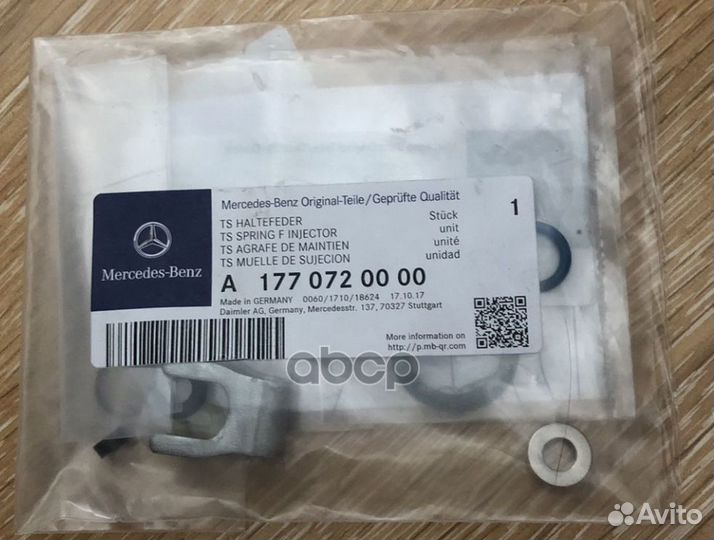 Mercedes-Benz Original-Teile/Geprüfte Qualität
TS HALTEFEDER Stück 1
TS SPRING F INJECTOR unit
TS AGRAFE DE MAINTIEN unité
TS MUELLE DE SUJECION unidad
Mercedes-Benz
A 177 072 00 00
Made in GERMANY 0060/1710/18624 17.10.17
Daimler AG, Germany, Mercedesstr. 137, 70327 Stuttgart
More information on
http://p.mb-qr.com
abcp
Avito